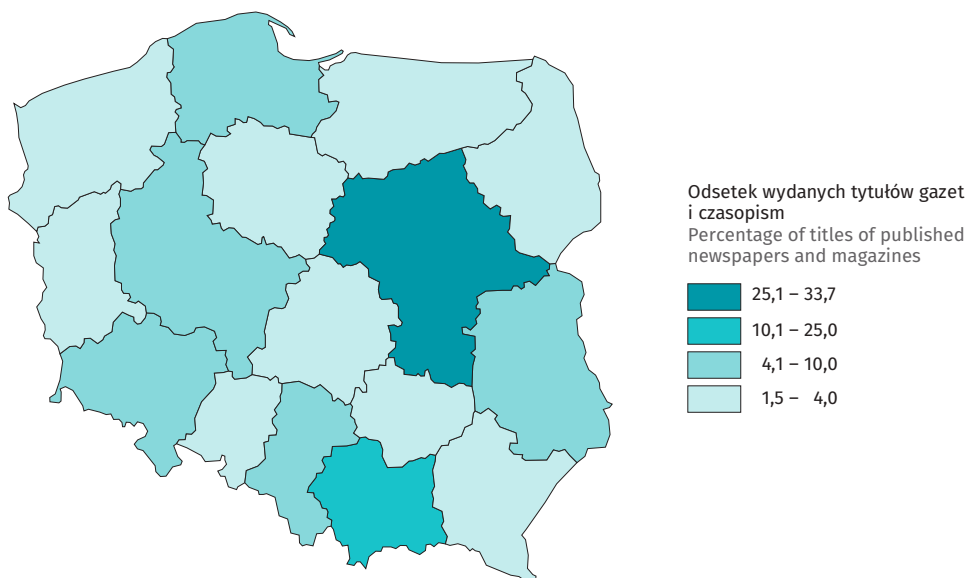 Odsetek wydanych tytułów gazet
i czasopism
Percentage of titles of published
newspapers and magazines
25,1 – 33,7
10,1 – 25,0
4,1 – 10,0
1,5 – 4,0